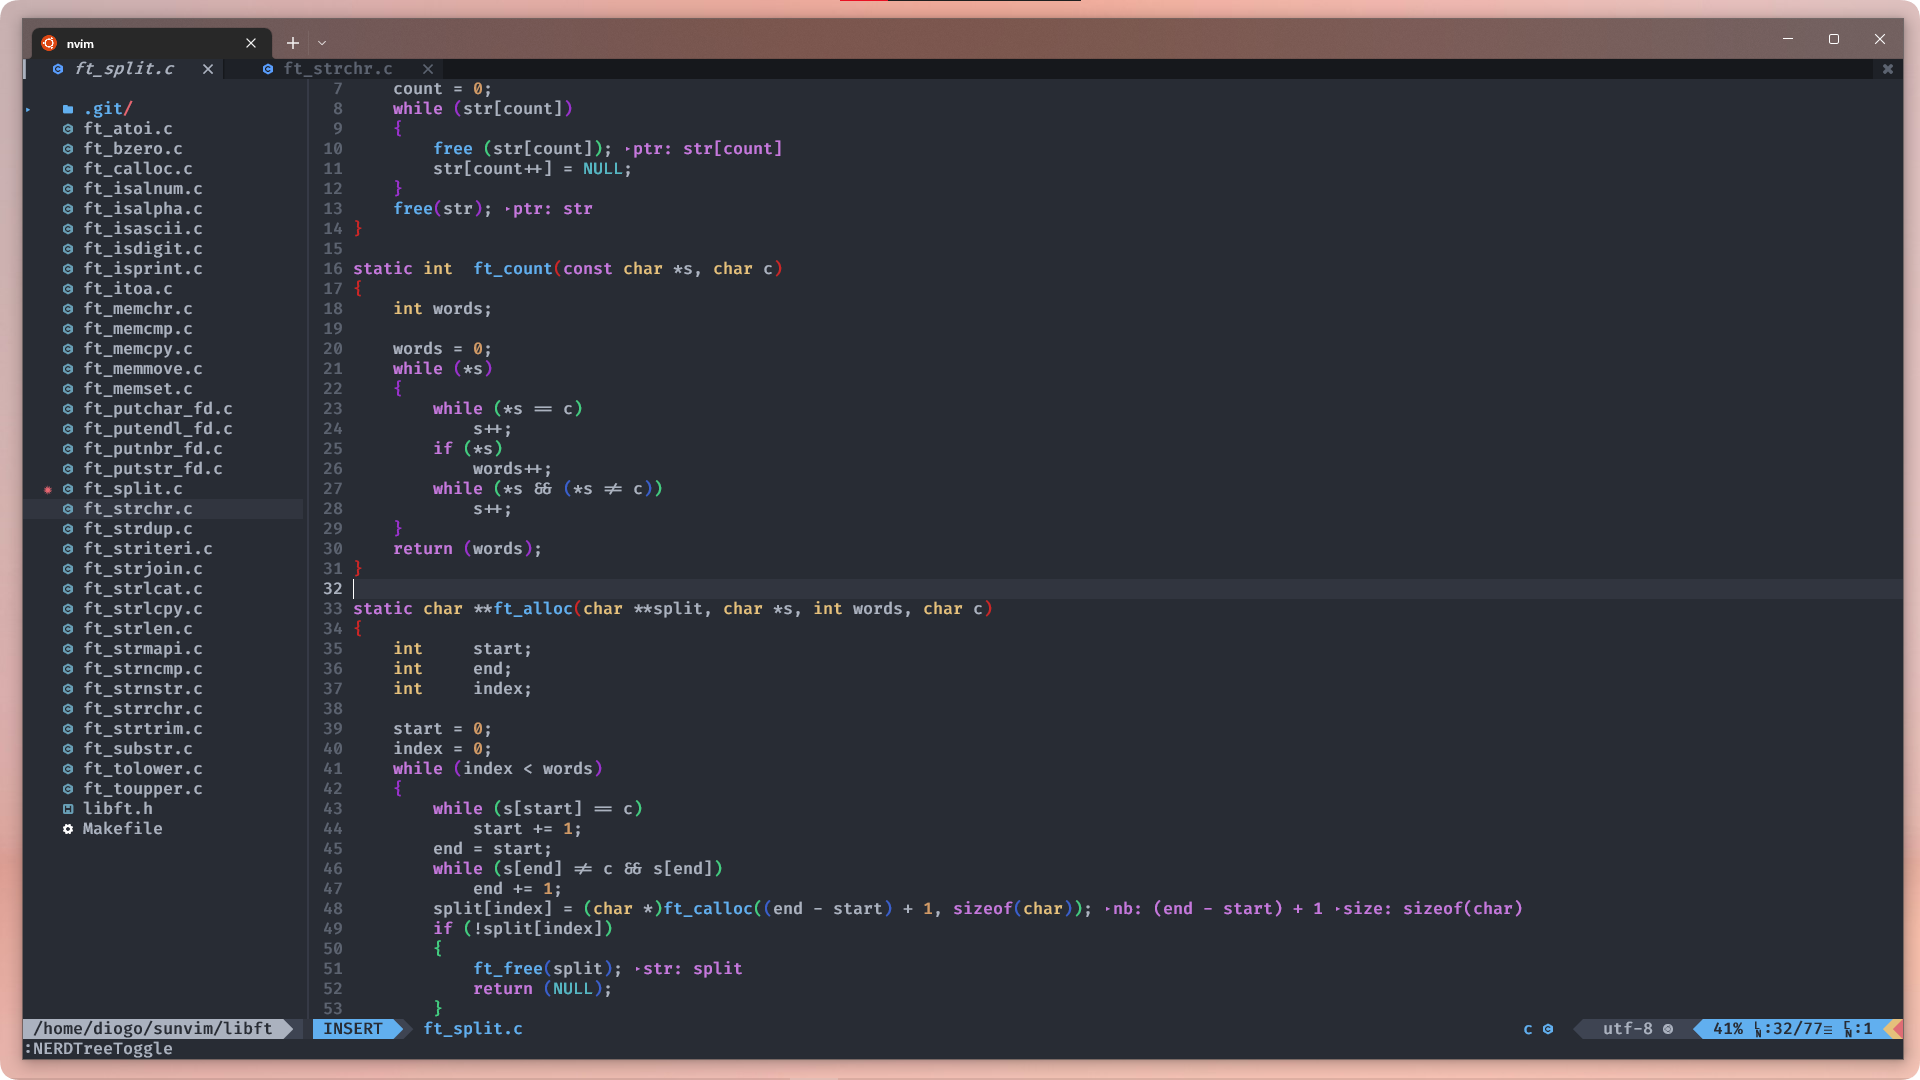 nvim
ft_split.c
ft_strchr.c
.git/
ft_atoi.c
ft_bzero.c
ft_calloc.c
ft_isalnum.c
ft_isalpha.c
ft_isascii.c
ft_isdigit.c
ft_isprint.c
ft_itoa.c
ft_memchr.c
ft_memcmp.c
ft_memcpy.c
ft_memmove.c
ft_memset.c
ft_putchar_fd.c
ft_putendl_fd.c
ft_putnbr_fd.c
ft_putstr_fd.c
ft_split.c
ft_strchr.c
ft_strdup.c
ft_striteri.c
ft_strjoin.c
ft_strlcat.c
ft_strlcpy.c
ft_strlen.c
ft_strmapi.c
ft_strncmp.c
ft_strnstr.c
ft_strrchr.c
ft_strtrim.c
ft_substr.c
ft_tolower.c
ft_toupper.c
libft.h
Makefile
7     count = 0;
8     while (str[count])
9     {
10         free (str[count]); ‣ptr: str[count]
11         str[count++] = NULL;
12     }
13     free(str); ‣ptr: str
14 }
15
16 static int  ft_count(const char *s, char c)
17 {
18     int words;
19
20     words = 0;
21     while (*s)
22     {
23         while (*s == c)
24             s++;
25         if (*s)
26             words++;
27         while (*s && (*s != c))
28             s++;
29     }
30     return (words);
31 }
32
33 static char **ft_alloc(char **split, char *s, int words, char c)
34 {
35     int     start;
36     int     end;
37     int     index;
38
39     start = 0;
40     index = 0;
41     while (index < words)
42     {
43         while (s[start] == c)
44             start += 1;
45         end = start;
46         while (s[end] != c && s[end])
47             end += 1;
48         split[index] = (char *)ft_calloc((end - start) + 1, sizeof(char)); ‣nb: (end - start) + 1 ‣size: sizeof(char)
49         if (!split[index])
50         {
51             ft_free(split); ‣str: split
52             return (NULL);
53         }
/home/diogo/sunvim/libft
INSERT
ft_split.c
c
utf-8
41% LN:32/77≡ CN:1
:NERDTreeToggle